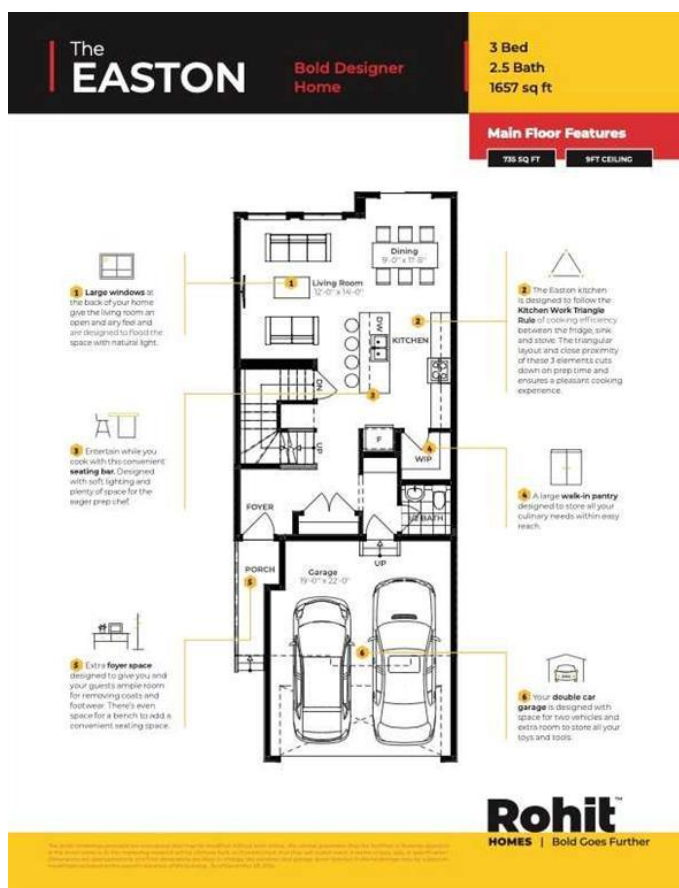 The
EASTON
Bold Designer
Home
3 Bed
2.5 Bath
1657 sq ft
Main Floor Features
735 SQ FT
9FT CEILING
1 Large windows at
the back of your home
give the living room an
open and airy feel and
are designed to flood the
space with natural light.
3 Entertain while you
cook with this convenient
seating bar. Designed
with soft lighting and
plenty of space for the
eager prep chef.
5 Extra foyer space
designed to give you and
your guests ample room
for removing coats and
footwear. There's even
space for a bench to add a
convenient seating space.
Dining
9'-0" x 11'-8"
1
Living Room
12'-0" x 14'-0"
2
DW
KITCHEN
DN
3
UP
F
4
WIP
FOYER
1/2 BATH
PORCH
UP
5
Garage
19'-0" x 22'-0"
6
2 The Easton kitchen
is designed to follow the
Kitchen Work Triangle
Rule of cooking efficiency
between the fridge, sink
and stove. The triangular
layout and close proximity
of these 3 elements cuts
down on prep time and
ensures a pleasant cooking
experience.
4 A large walk-in pantry
designed to store all your
culinary needs within easy
reach.
6 Your double car
garage is designed with
space for two vehicles and
extra room to store all your
toys and tools.
Rohit™
HOMES | Bold Goes Further